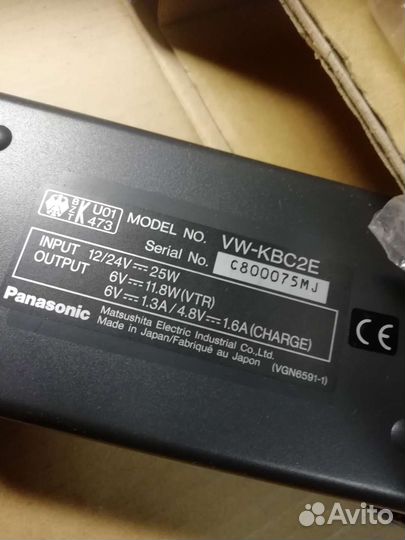 BZT
U01
473
MODEL NO. VW-KBC2E
Serial No. C800075MJ
INPUT 12/24V⎓25W
OUTPUT 6V⎓11.8W(VTR)
6V⎓1.3A/4.8V⎓1.6A(CHARGE)
Panasonic Matsushita Electric Industrial Co.,Ltd.
Made in Japan/Fabriqué au Japon
(VGN6591-1)
CE
Avito